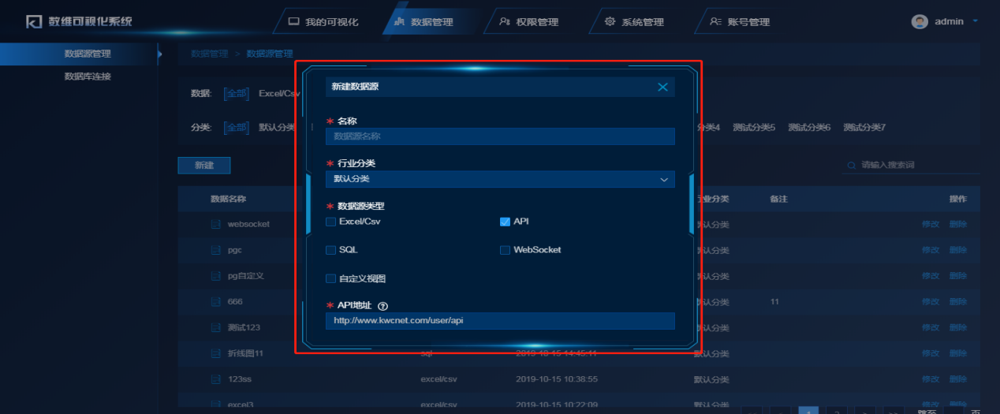 数维可视化系统 我的可视化 数据管理 权限管理 系统管理 账号管理 admin
数据源管理
数据库连接
数据管理 > 数据源管理
数据: [全部] Excel/Csv
分类: [全部] 默认分类 分类4 测试分类5 测试分类6 测试分类7
新建 请输入搜索词
数据名称 行业分类 备注 操作
websocket 默认分类 修改 删除
pgc 默认分类 修改 删除
pg自定义 默认分类 修改 删除
666 默认分类 11 修改 删除
测试123 默认分类 修改 删除
折线图11 sql 2019-10-15 14:45:41 默认分类 修改 删除
123ss excel/csv 2019-10-15 10:38:55 默认分类 修改 删除
excel3 excel/csv 2019-10-15 10:22:09 默认分类 修改 删除
1 2 跳至 页
新建数据源
* 名称
数据源名称
* 行业分类
默认分类
* 数据源类型
Excel/Csv API
SQL WebSocket
自定义视图
* API地址
http://www.kwcnet.com/user/api